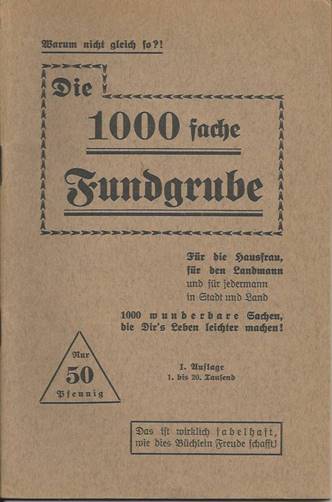 Warum nicht gleich so?!
Die
1000 fache
Fundgrube
Für die Hausfrau,
für den Landmann
und für jedermann
in Stadt und Land
1000 wunderbare Sachen,
die Dir's Leben leichter machen!
Nur
50
Pfennig
1. Auflage
1. bis 20. Tausend
Das ist wirklich fabelhaft,
wie dies Büchlein Freude schafft!